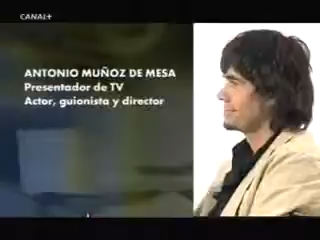 CANAL+
ANTONIO MUÑOZ DE MESA
Presentador de TV
Actor, guionista y director